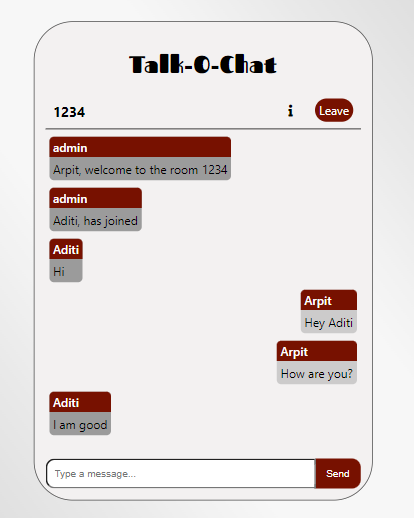 Talk-O-Chat
1234
Leave
admin
Arpit, welcome to the room 1234
admin
Aditi, has joined
Aditi
Hi
Arpit
Hey Aditi
Arpit
How are you?
Aditi
I am good
Type a message...
Send